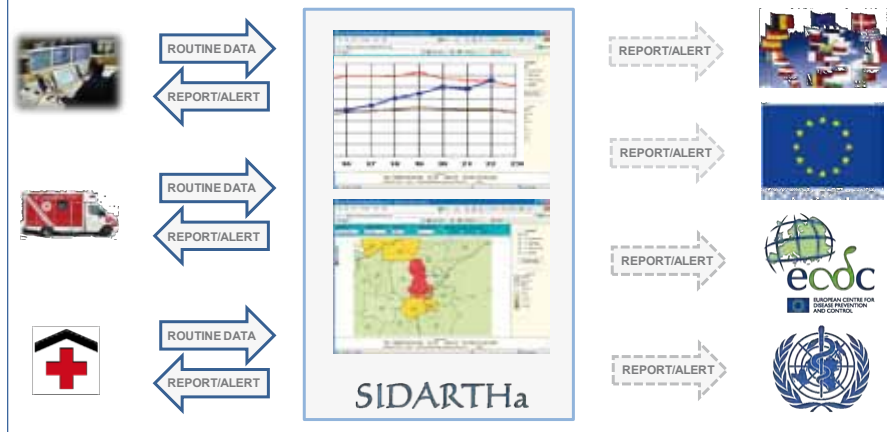 ROUTINE DATA
REPORT/ALERT
ROUTINE DATA
REPORT/ALERT
ROUTINE DATA
REPORT/ALERT
SIDARTHa
REPORT/ALERT
REPORT/ALERT
REPORT/ALERT
ecdc
EUROPEAN CENTRE FOR
DISEASE PREVENTION
AND CONTROL
REPORT/ALERT